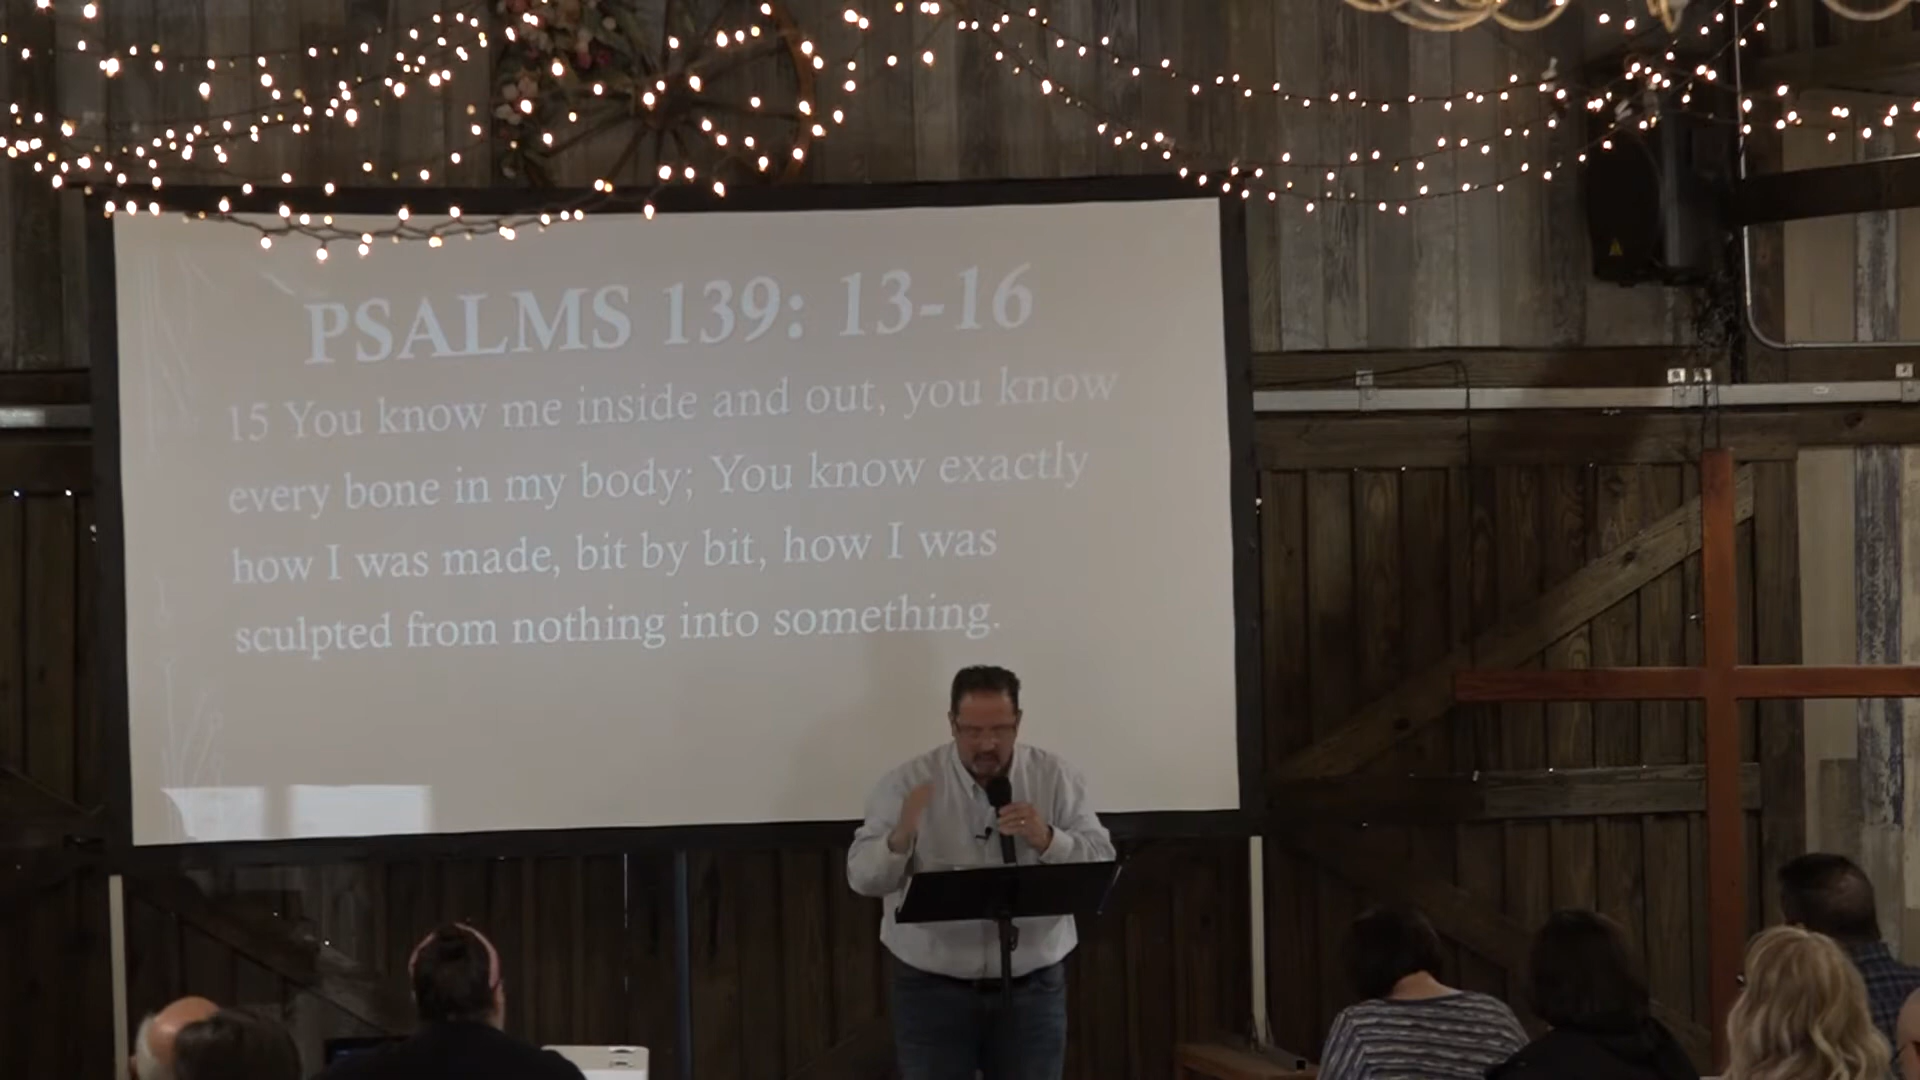 PSALMS 139: 13-16
15 You know me inside and out, you know
every bone in my body; You know exactly
how I was made, bit by bit, how I was
sculpted from nothing into something.